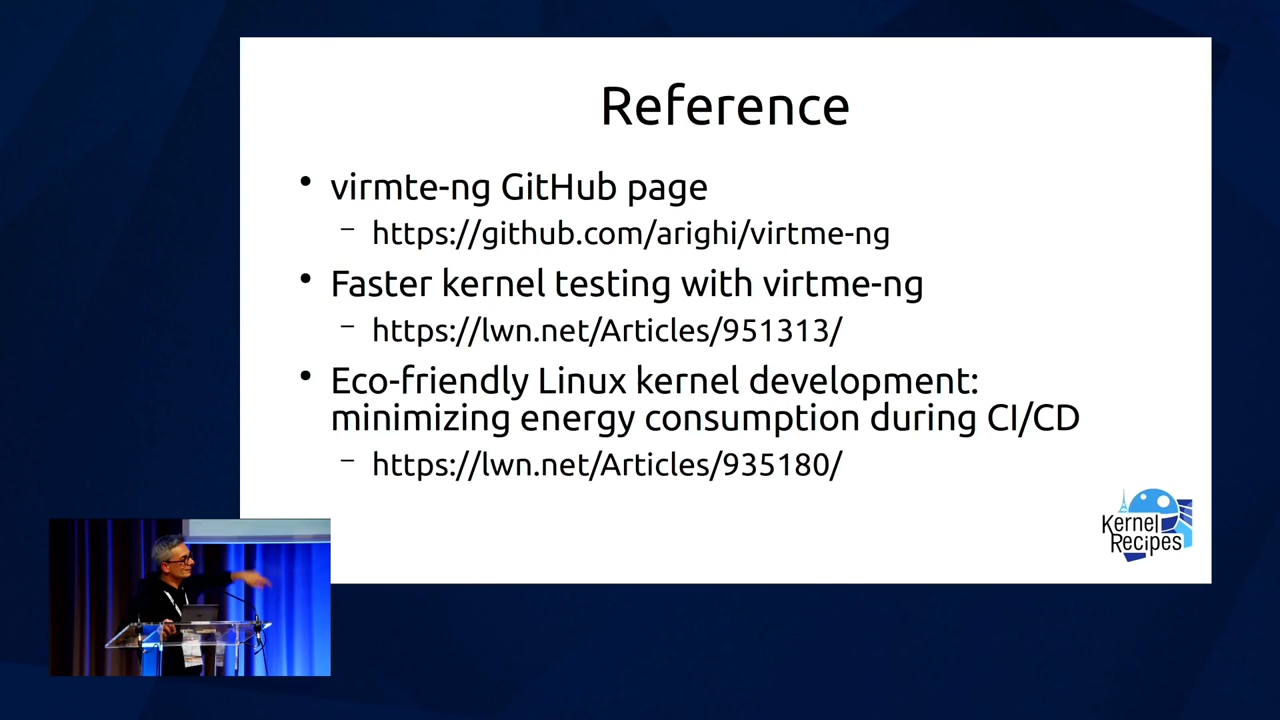 Reference
• virmte-ng GitHub page
– https://github.com/arighi/virtme-ng
• Faster kernel testing with virtme-ng
– https://lwn.net/Articles/951313/
• Eco-friendly Linux kernel development:
minimizing energy consumption during CI/CD
– https://lwn.net/Articles/935180/
Kernel
Recipes